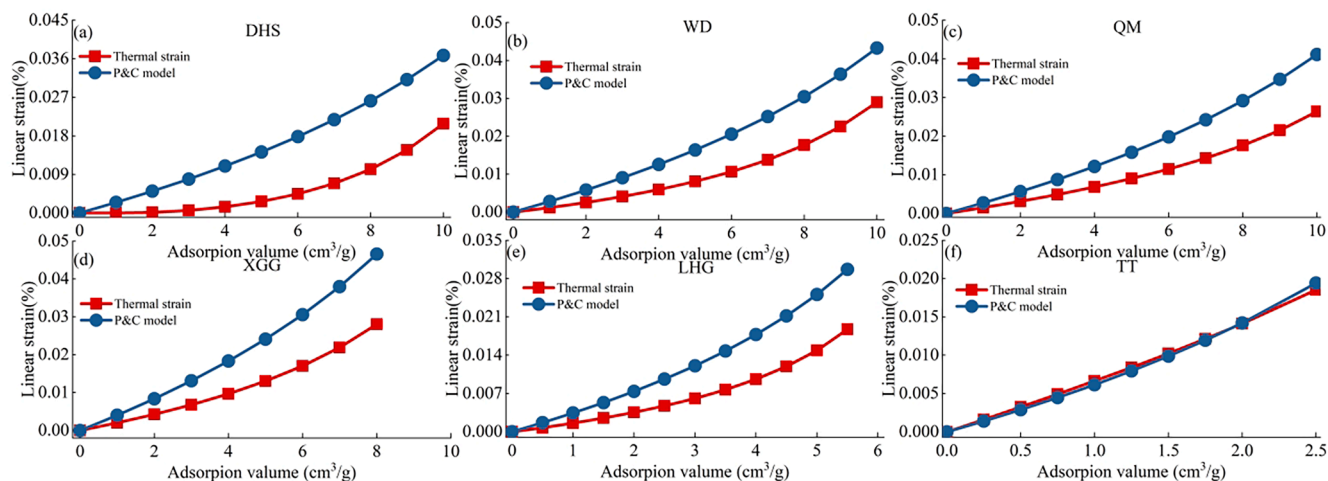 (a)
DHS
Thermal strain
P&C model
Linear strain(%)
0.045
0.036
0.027
0.018
0.009
0.000
0 2 4 6 8 10
Adsorpion valume (cm³/g)
(b)
WD
Thermal strain
P&C model
Linear strain(%)
0.05
0.04
0.03
0.02
0.01
0.00
0 2 4 6 8 10
Adsorpion valume (cm³/g)
(c)
QM
Thermal strain
P&C model
Linear strain(%)
0.05
0.04
0.03
0.02
0.01
0.00
0 2 4 6 8 10
Adsorpion valume (cm³/g)
(d)
XGG
Thermal strain
P&C model
Linear strain(%)
0.05
0.04
0.03
0.02
0.01
0.00
0 2 4 6 8 10
Adsorpion valume (cm³/g)
(e)
LHG
Thermal strain
P&C model
Linear strain(%)
0.035
0.028
0.021
0.014
0.007
0.000
0 1 2 3 4 5 6
Adsorpion valume (cm³/g)
(f)
TT
Thermal strain
P&C model
Linear strain(%)
0.025
0.020
0.015
0.010
0.005
0.000
0.0 0.5 1.0 1.5 2.0 2.5
Adsorpion valume (cm³/g)